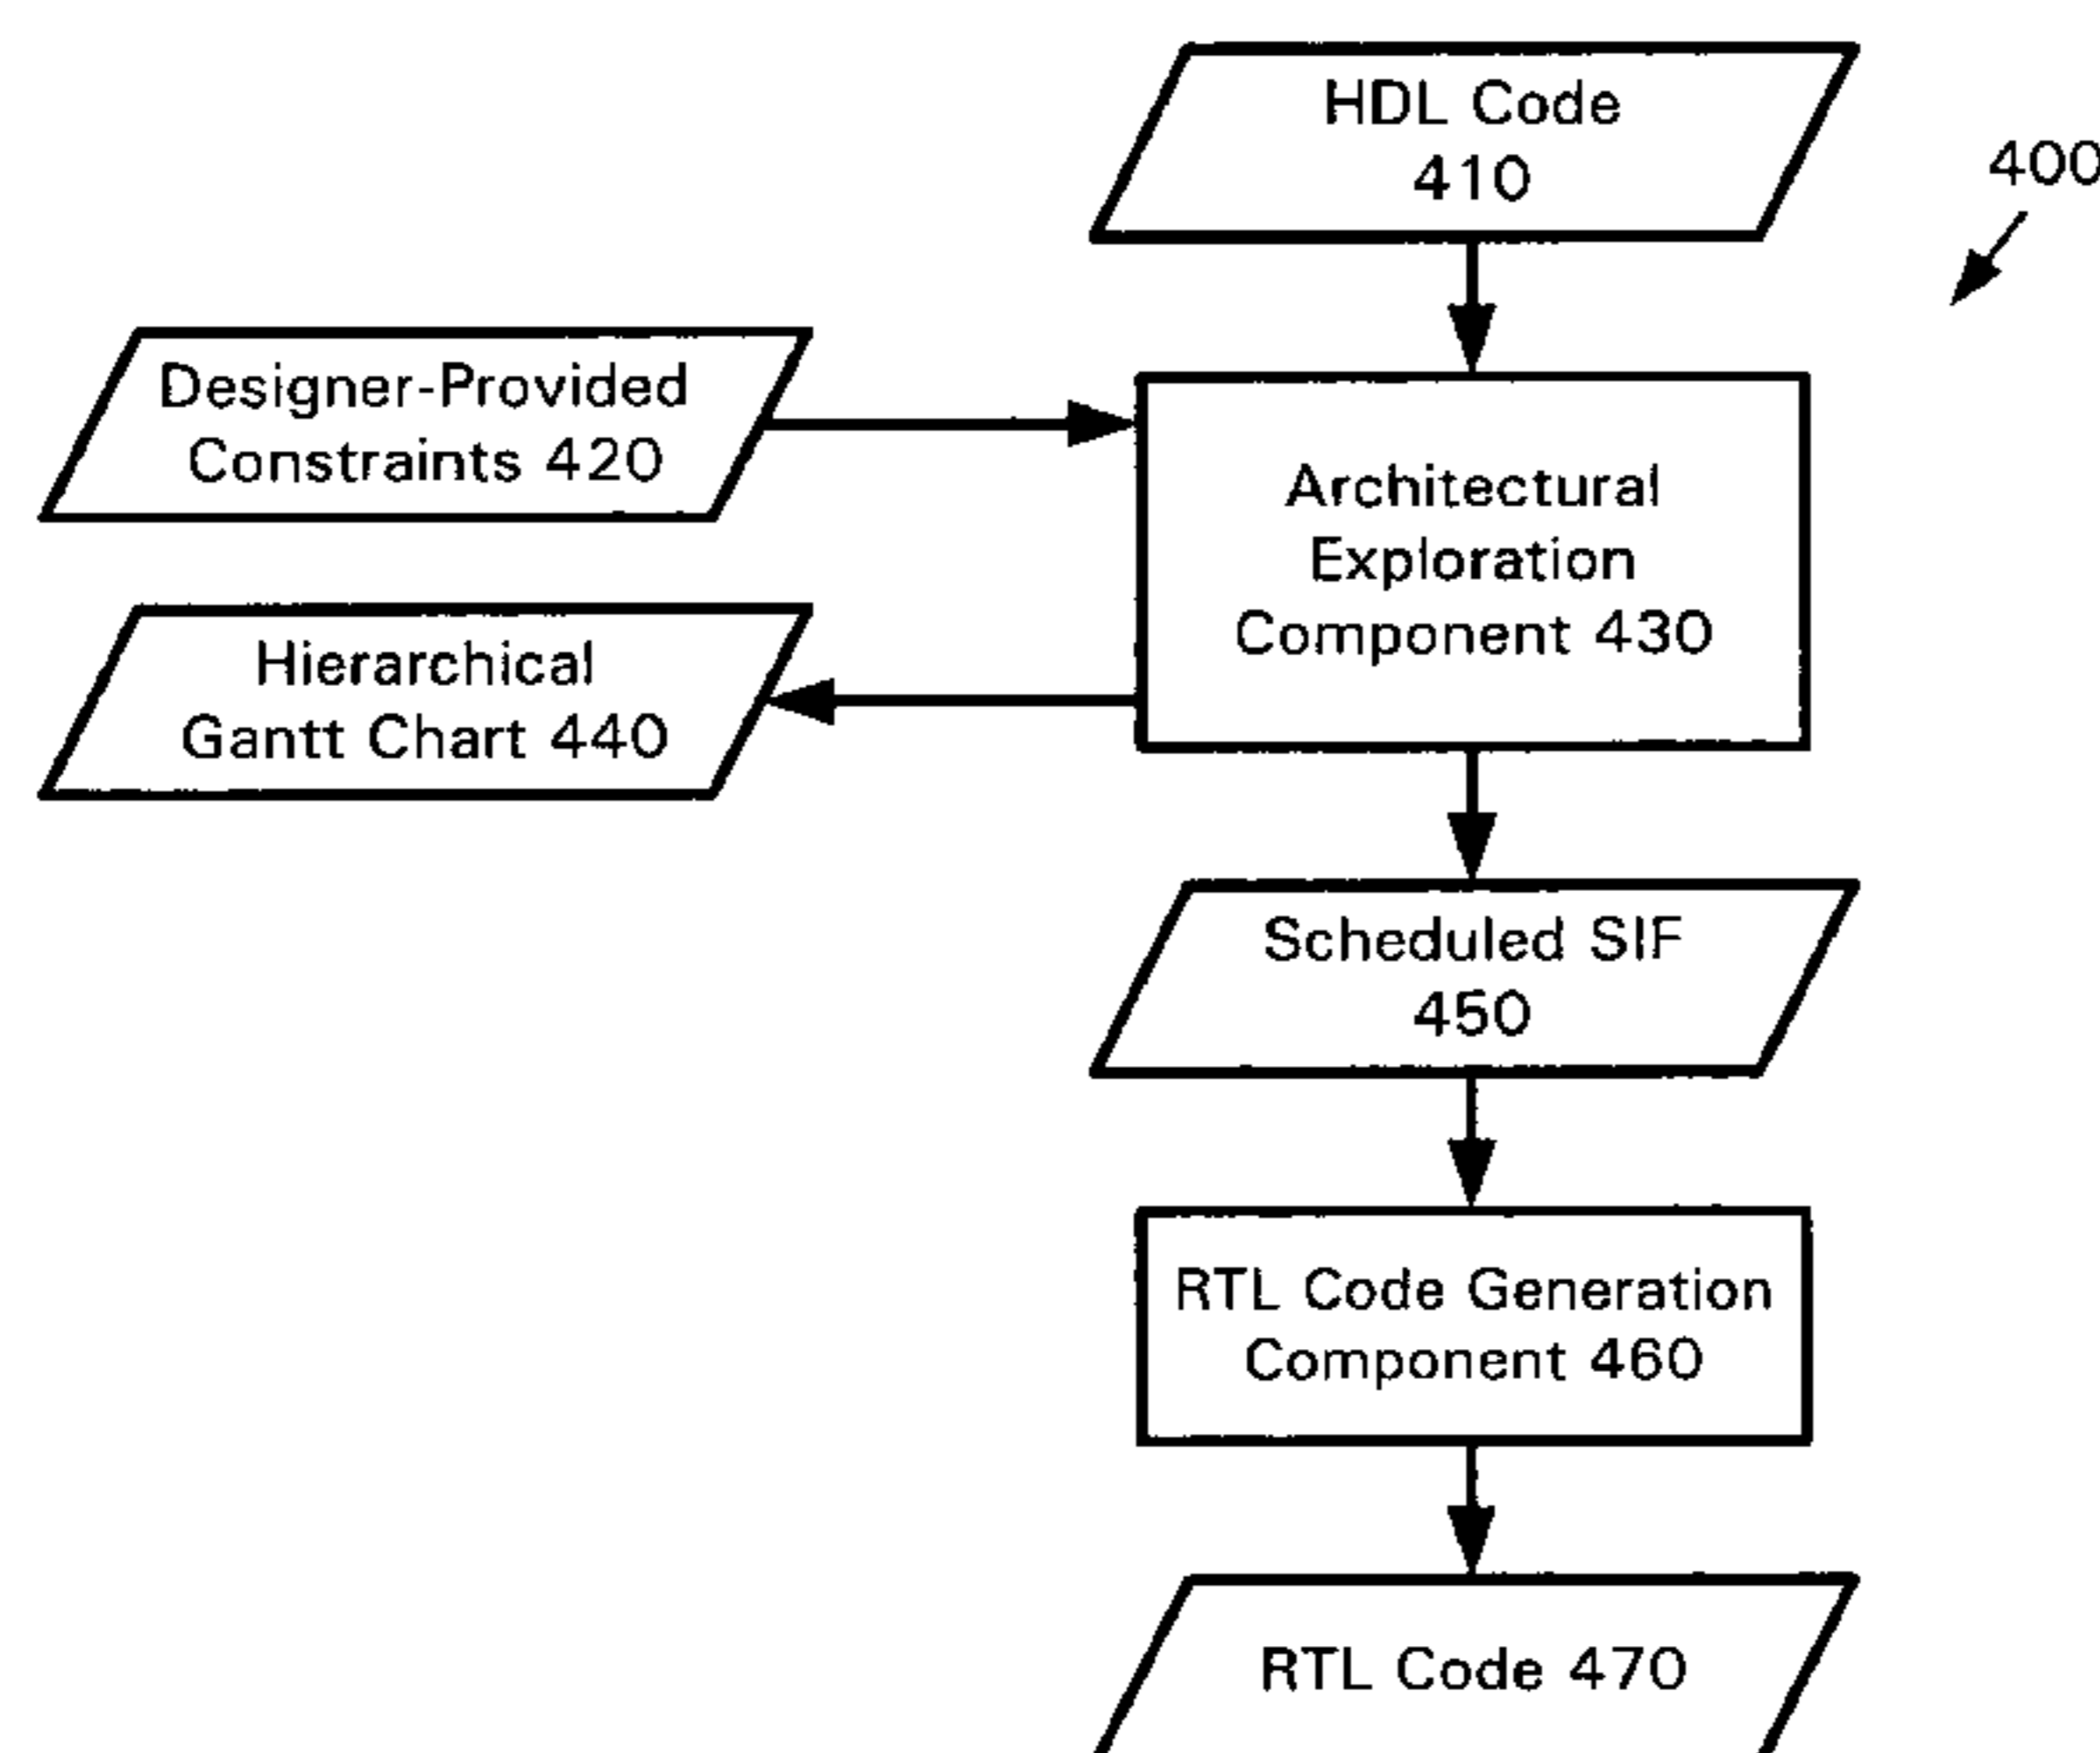 HDL Code
410
400
Designer-Provided
Constraints 420
Architectural
Exploration
Component 430
Hierarchical
Gantt Chart 440
Scheduled SIF
450
RTL Code Generation
Component 460
RTL Code 470